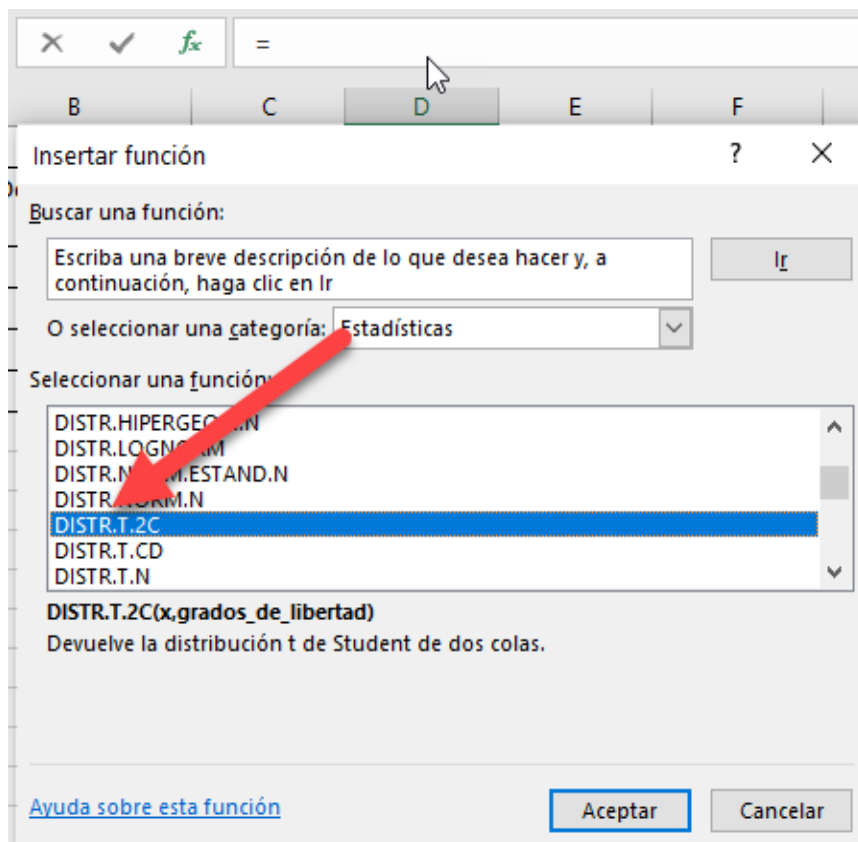 fx =
B C D E F
Insertar función ?
Buscar una función:
Escriba una breve descripción de lo que desea hacer y, a
continuación, haga clic en Ir
Ir
O seleccionar una categoría: Estadísticas
Seleccionar una función:
DISTR.LOGNORM
DISTR.NORM.ESTAND.N
DISTR.NORM.N
DISTR.T.2C
DISTR.T.CD
DISTR.T.N
DISTR.T.2C(x,grados_de_libertad)
Devuelve la distribución t de Student de dos colas.
Ayuda sobre esta función
Aceptar Cancelar